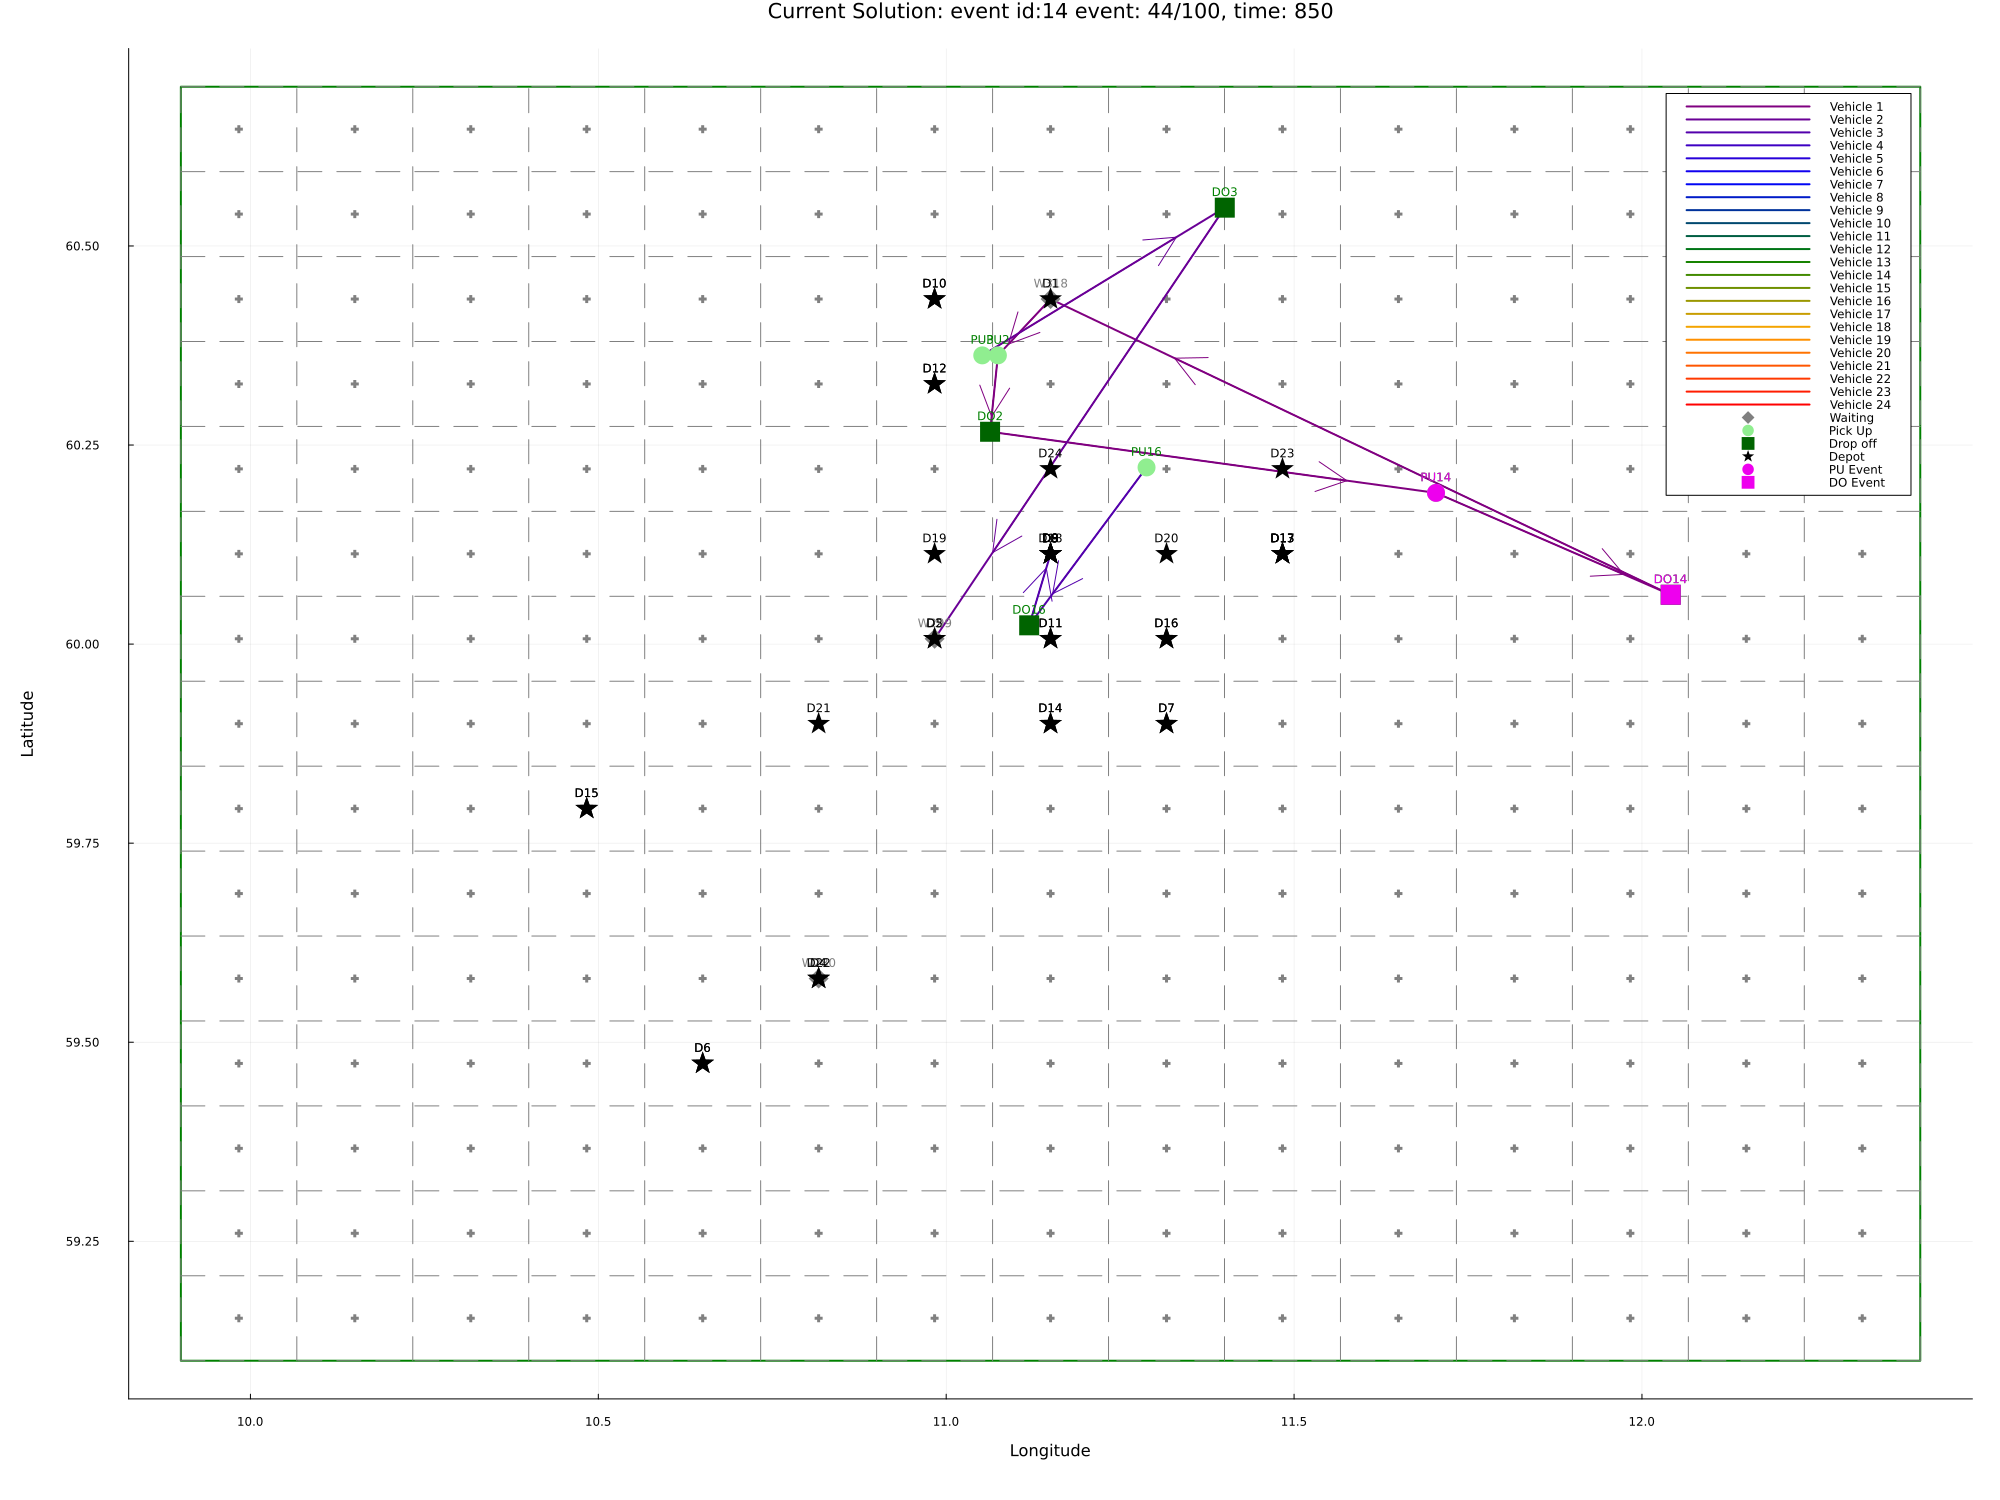 Current Solution: event id:14 event: 44/100, time: 850
Vehicle 1
Vehicle 2
Vehicle 3
Vehicle 4
Vehicle 5
Vehicle 6
Vehicle 7
Vehicle 8
Vehicle 9
Vehicle 10
Vehicle 11
Vehicle 12
Vehicle 13
Vehicle 14
Vehicle 15
Vehicle 16
Vehicle 17
Vehicle 18
Vehicle 19
Vehicle 20
Vehicle 21
Vehicle 22
Vehicle 23
Vehicle 24
Waiting
Pick Up
Drop off
Depot
PU Event
DO Event
DO3
60.50
D10
D1
D12
DO2
60.25
D24
PU16
D23
PU14
D19
D20
DO14
DO16
D11
D16
60.00
D21
D14
D7
Latitude
D15
59.75
D6
59.50
59.25
10.0
10.5
11.0
11.5
12.0
Longitude